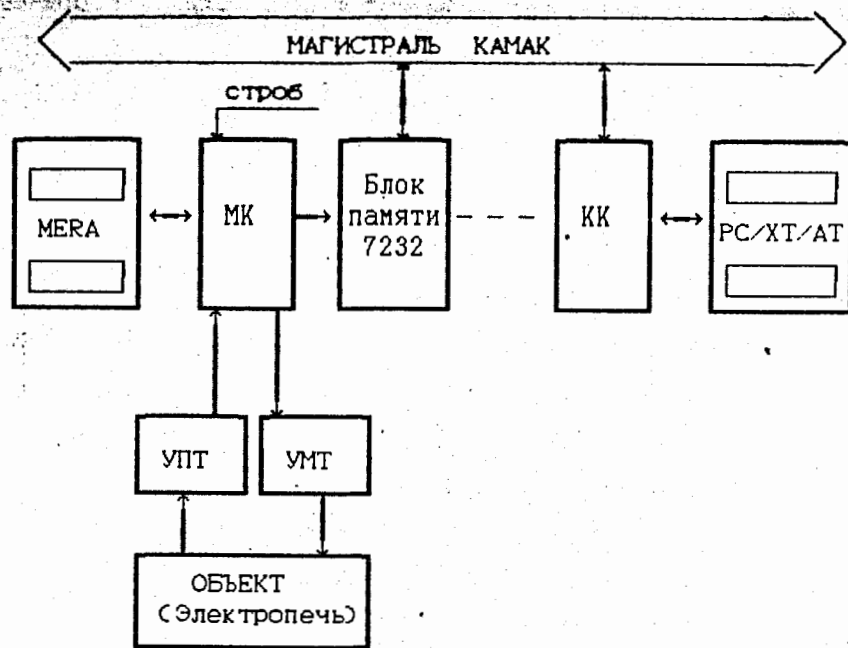 МАГИСТРАЛЬ КАМАК
строб
MERA
МК
Блок
памяти
7232
КК
PC/XT/AT
УПТ
УМТ
ОБЪЕКТ
(Электропечь)